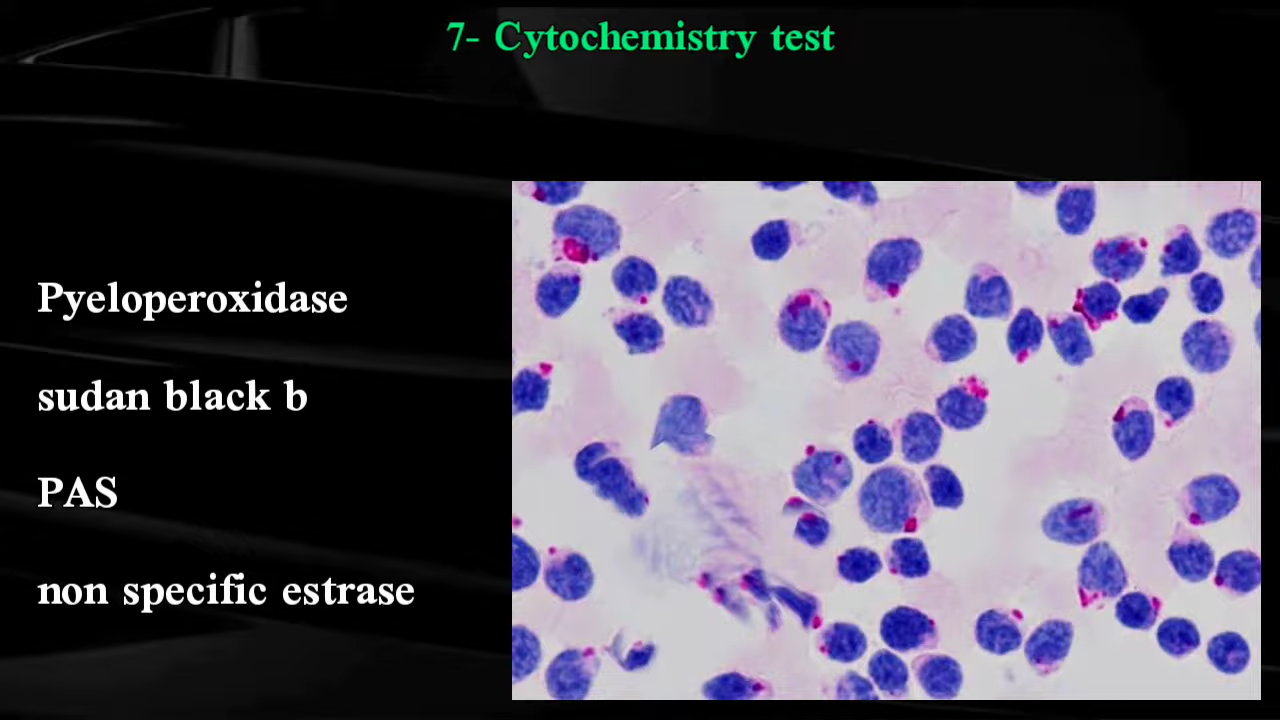 7- Cytochemistry test
Pyeloperoxidase
sudan black b
PAS
non specific estrase